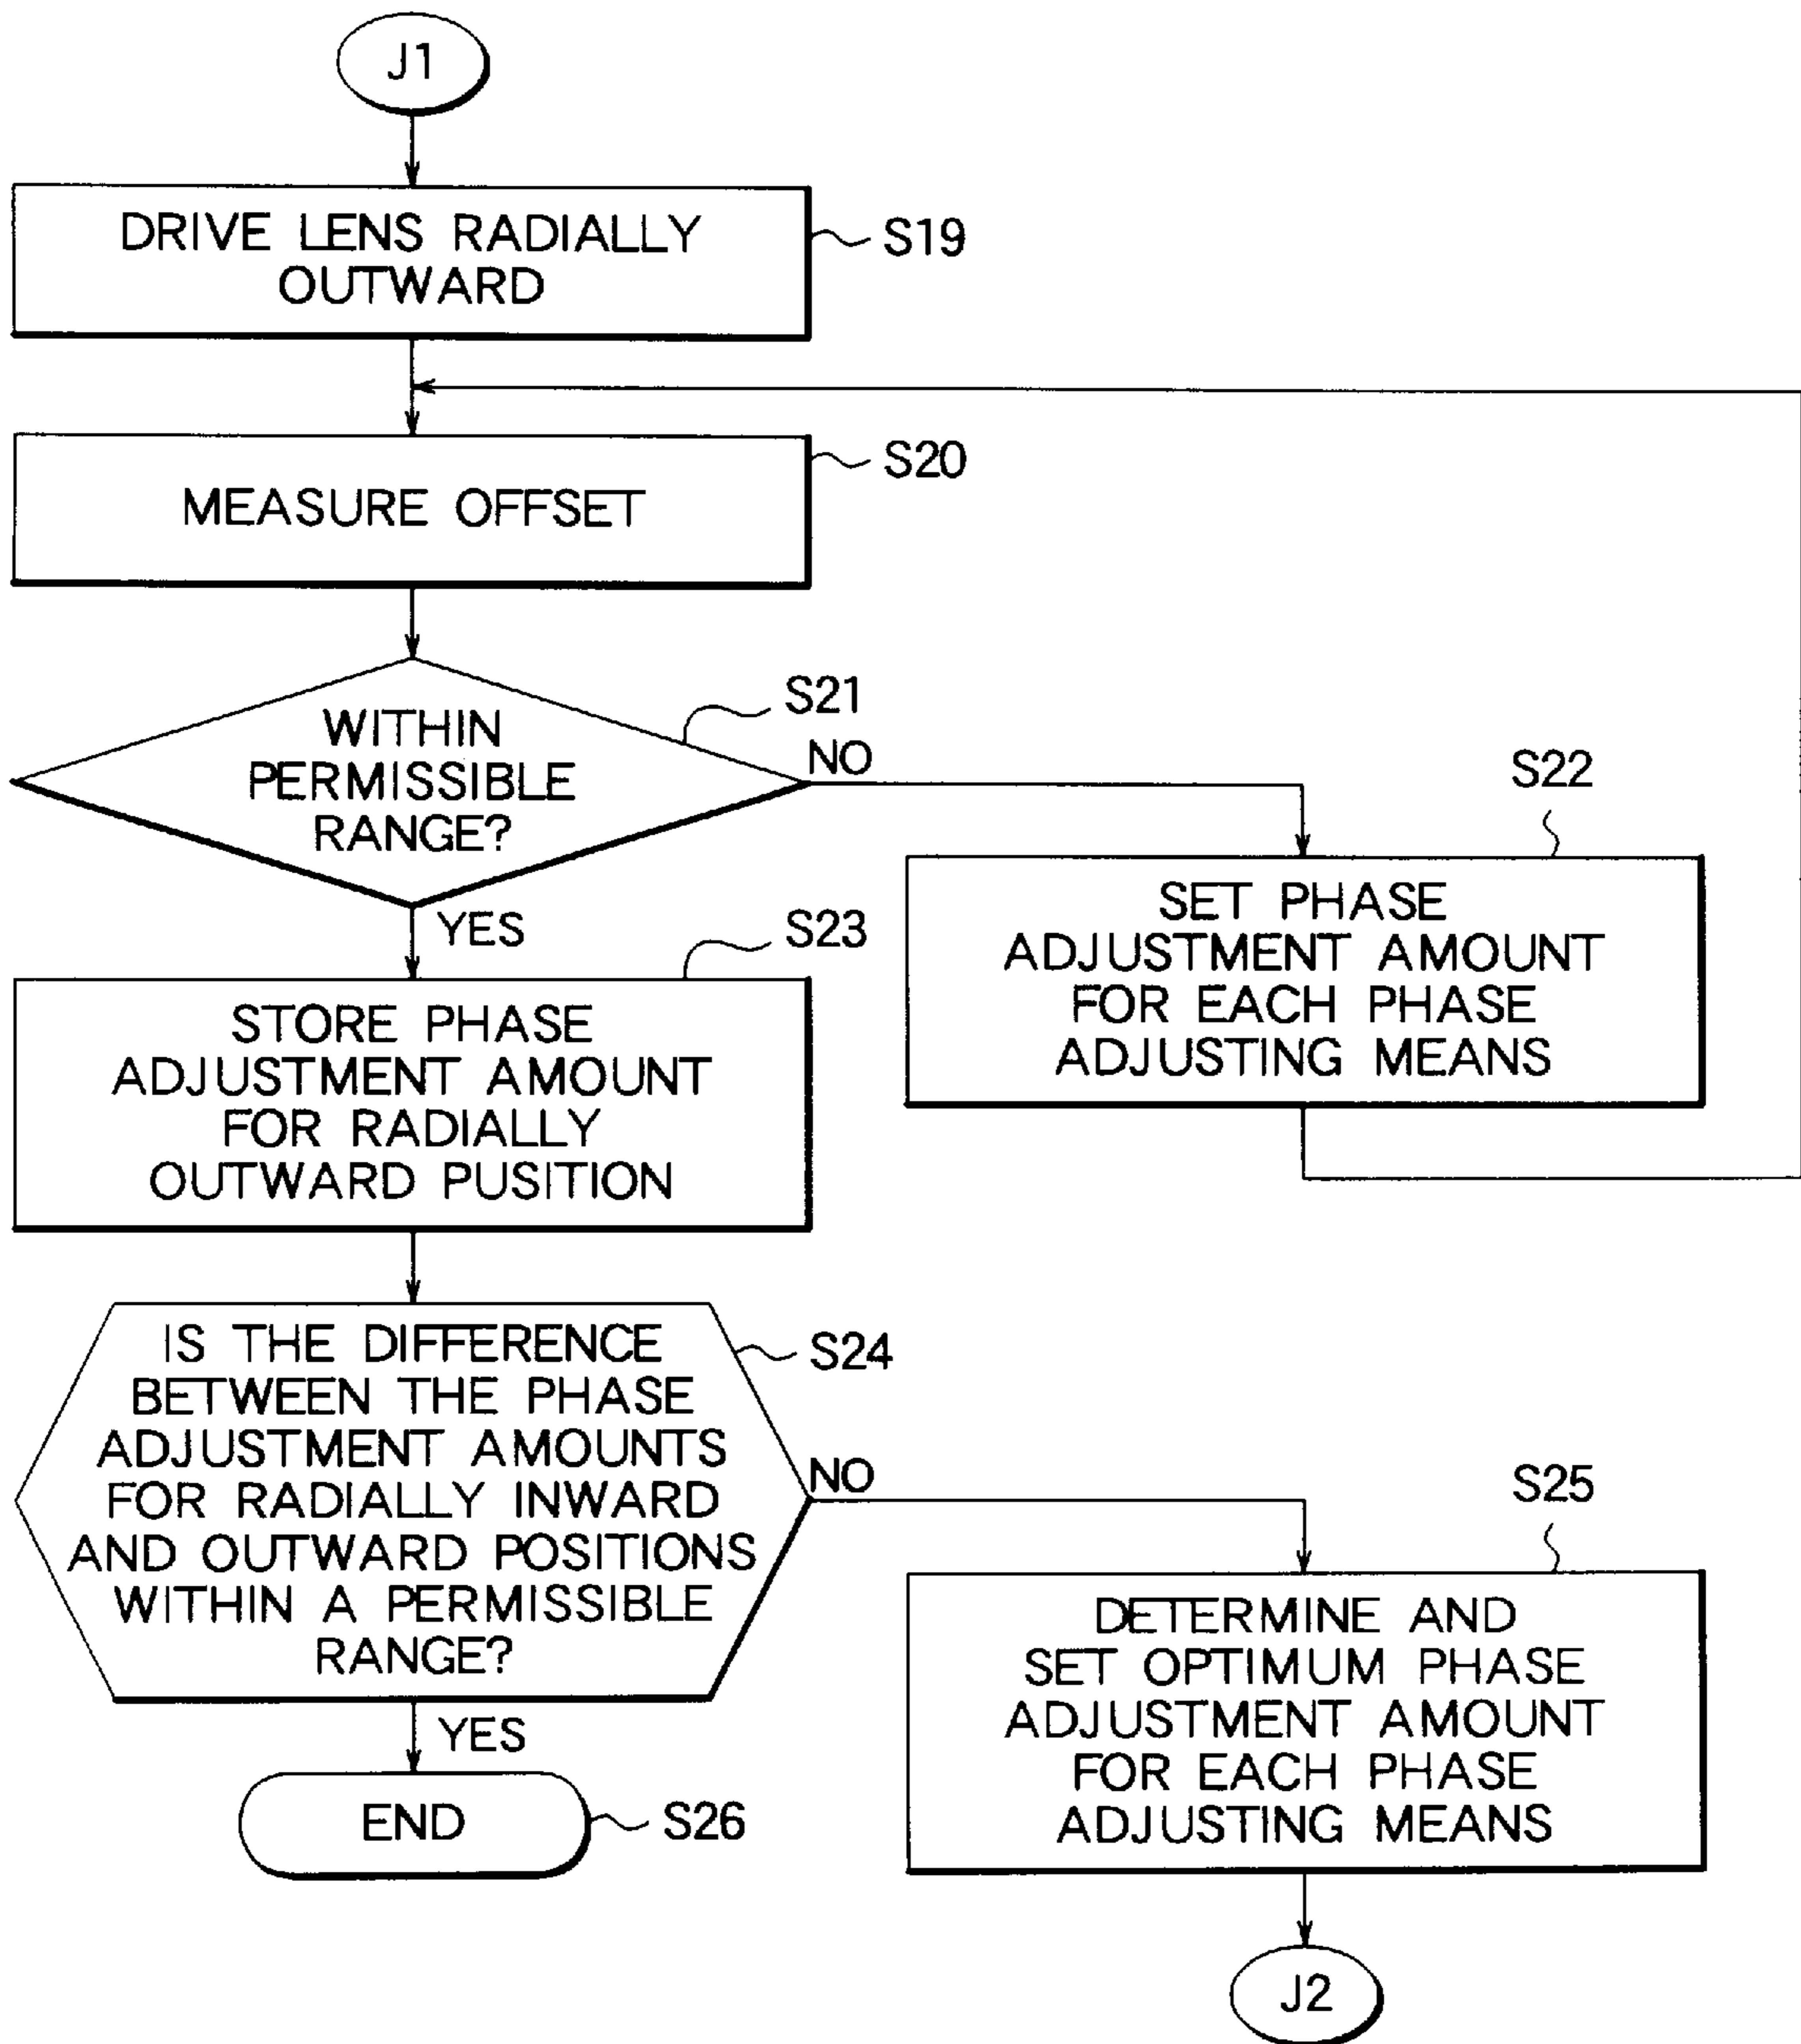 J1
DRIVE LENS RADIALLY
OUTWARD
S19
MEASURE OFFSET
S20
WITHIN
PERMISSIBLE
RANGE?
S21
NO
YES
SET PHASE
ADJUSTMENT AMOUNT
FOR EACH PHASE
ADJUSTING MEANS
S22
STORE PHASE
ADJUSTMENT AMOUNT
FOR RADIALLY
OUTWARD PUSITION
S23
IS THE DIFFERENCE
BETWEEN THE PHASE
ADJUSTMENT AMOUNTS
FOR RADIALLY INWARD
AND OUTWARD POSITIONS
WITHIN A PERMISSIBLE
RANGE?
S24
NO
YES
DETERMINE AND
SET OPTIMUM PHASE
ADJUSTMENT AMOUNT
FOR EACH PHASE
ADJUSTING MEANS
S25
END
S26
J2